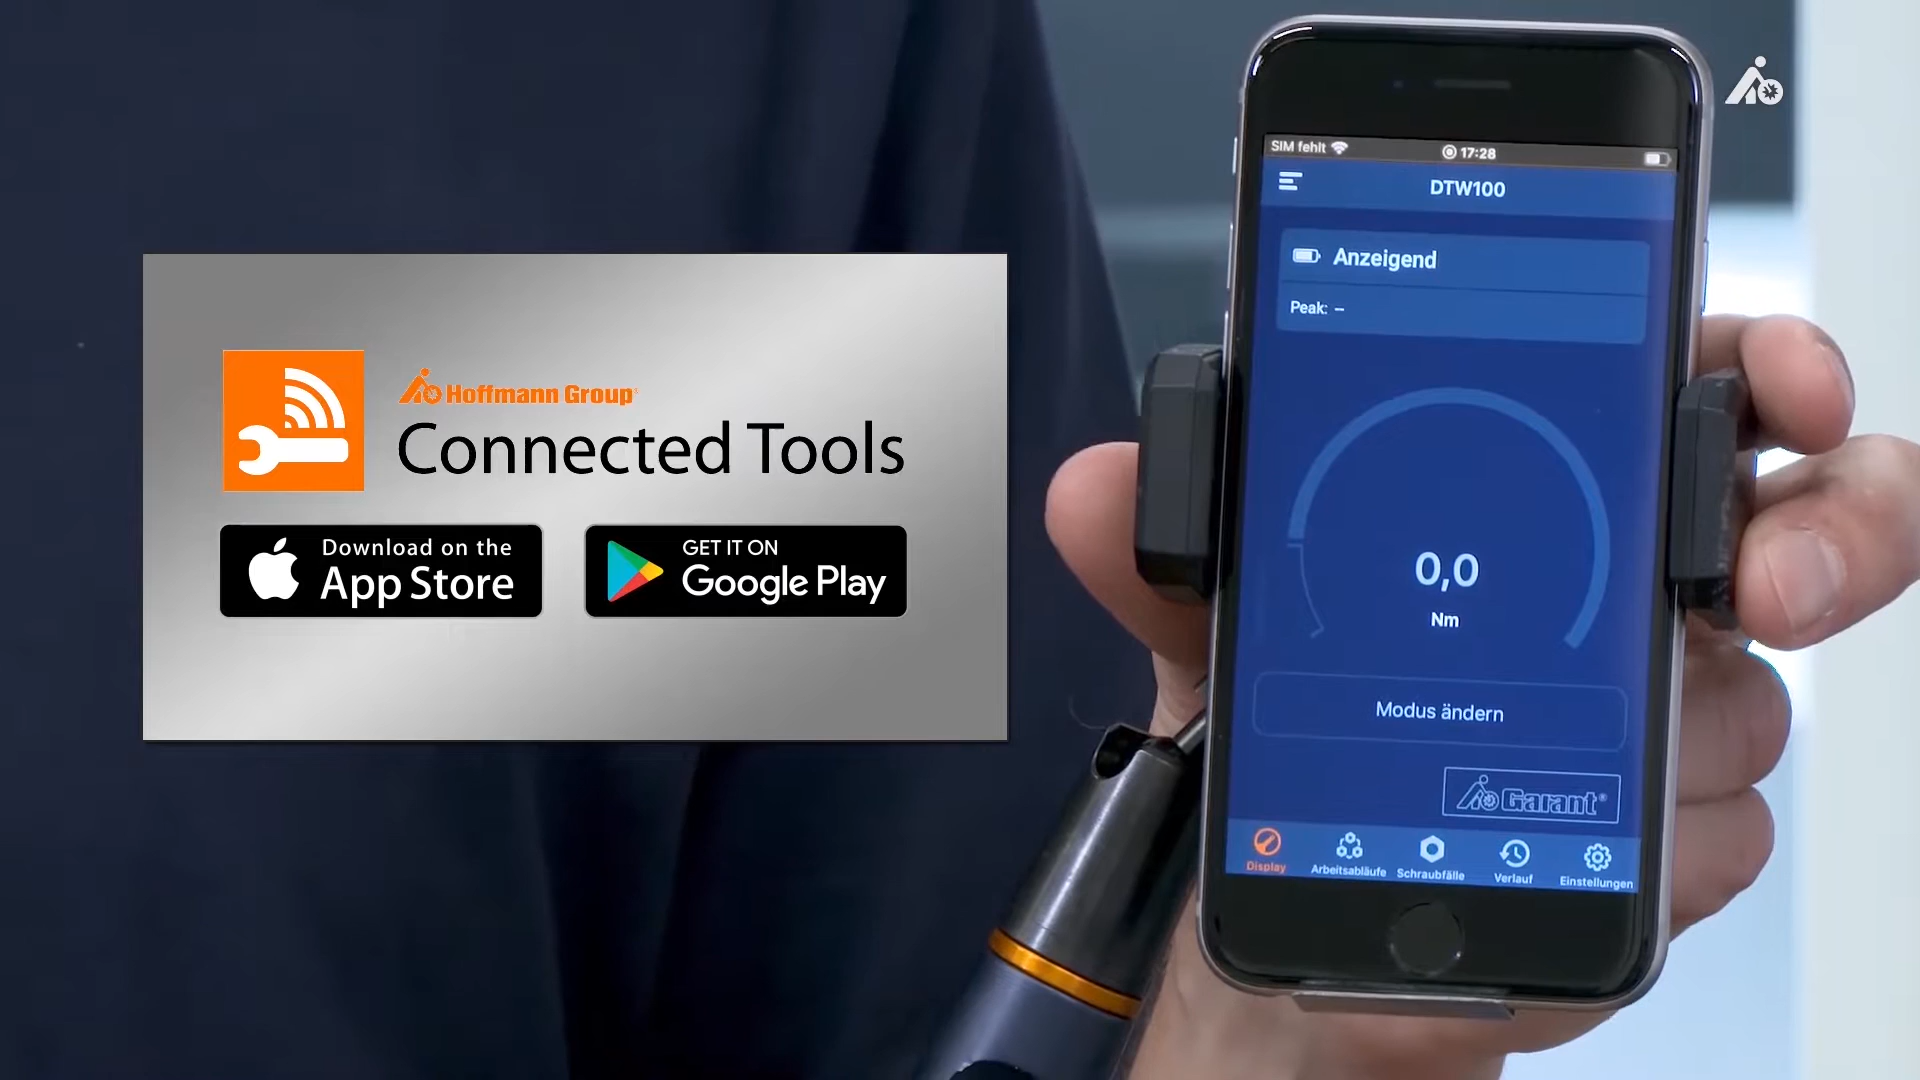 Hoffmann Group
Connected Tools
Download on the
App Store
GET IT ON
Google Play
SIM fehlt
17:28
DTW100
Anzeigend
Peak: –
0,0
Nm
Modus ändern
Garant®
Display
Arbeitsabläufe
Schraubfälle
Verlauf
Einstellungen